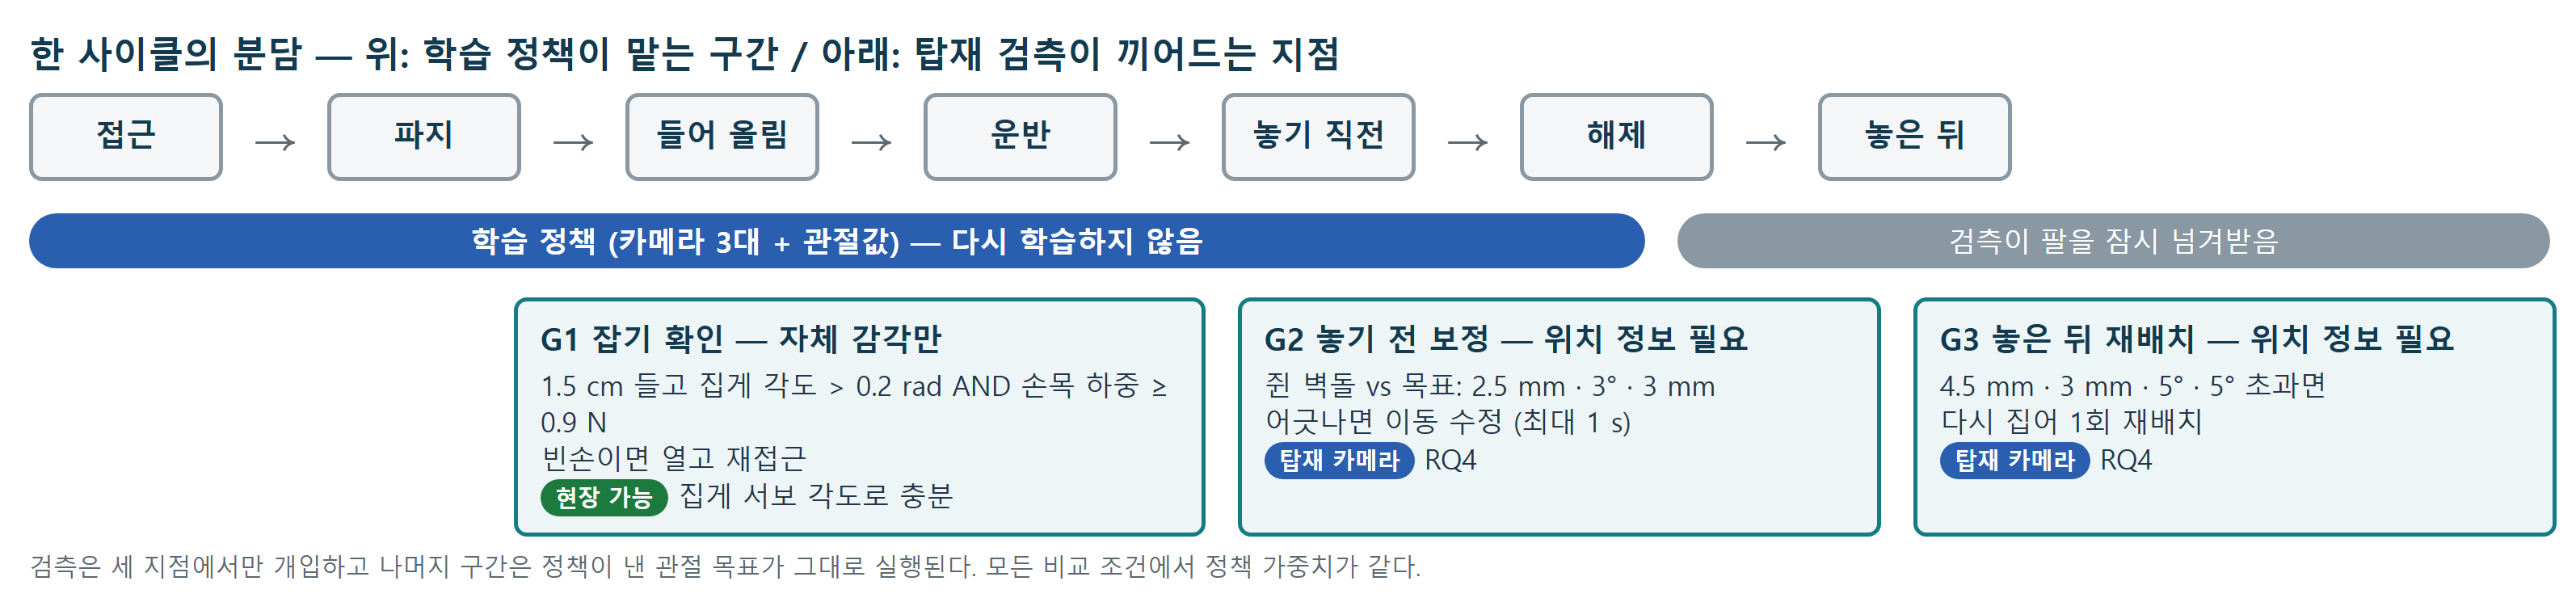 한 사이클의 분담 — 위: 학습 정책이 맡는 구간 / 아래: 탑재 검측이 끼어드는 지점
접근 → 파지 → 들어 올림 → 운반 → 놓기 직전 → 해제 → 놓은 뒤
학습 정책 (카메라 3대 + 관절값) — 다시 학습하지 않음
검측이 팔을 잠시 넘겨받음
G1 잡기 확인 — 자체 감각만
1.5 cm 들고 집게 각도 > 0.2 rad AND 손목 하중 ≥
0.9 N
빈손이면 열고 재접근
현장 가능 집게 서보 각도로 충분
G2 놓기 전 보정 — 위치 정보 필요
쥔 벽돌 vs 목표: 2.5 mm · 3° · 3 mm
어긋나면 이동 수정 (최대 1 s)
탑재 카메라 RQ4
G3 놓은 뒤 재배치 — 위치 정보 필요
4.5 mm · 3 mm · 5° · 5° 초과면
다시 집어 1회 재배치
탑재 카메라 RQ4
검측은 세 지점에서만 개입하고 나머지 구간은 정책이 낸 관절 목표가 그대로 실행된다. 모든 비교 조건에서 정책 가중치가 같다.